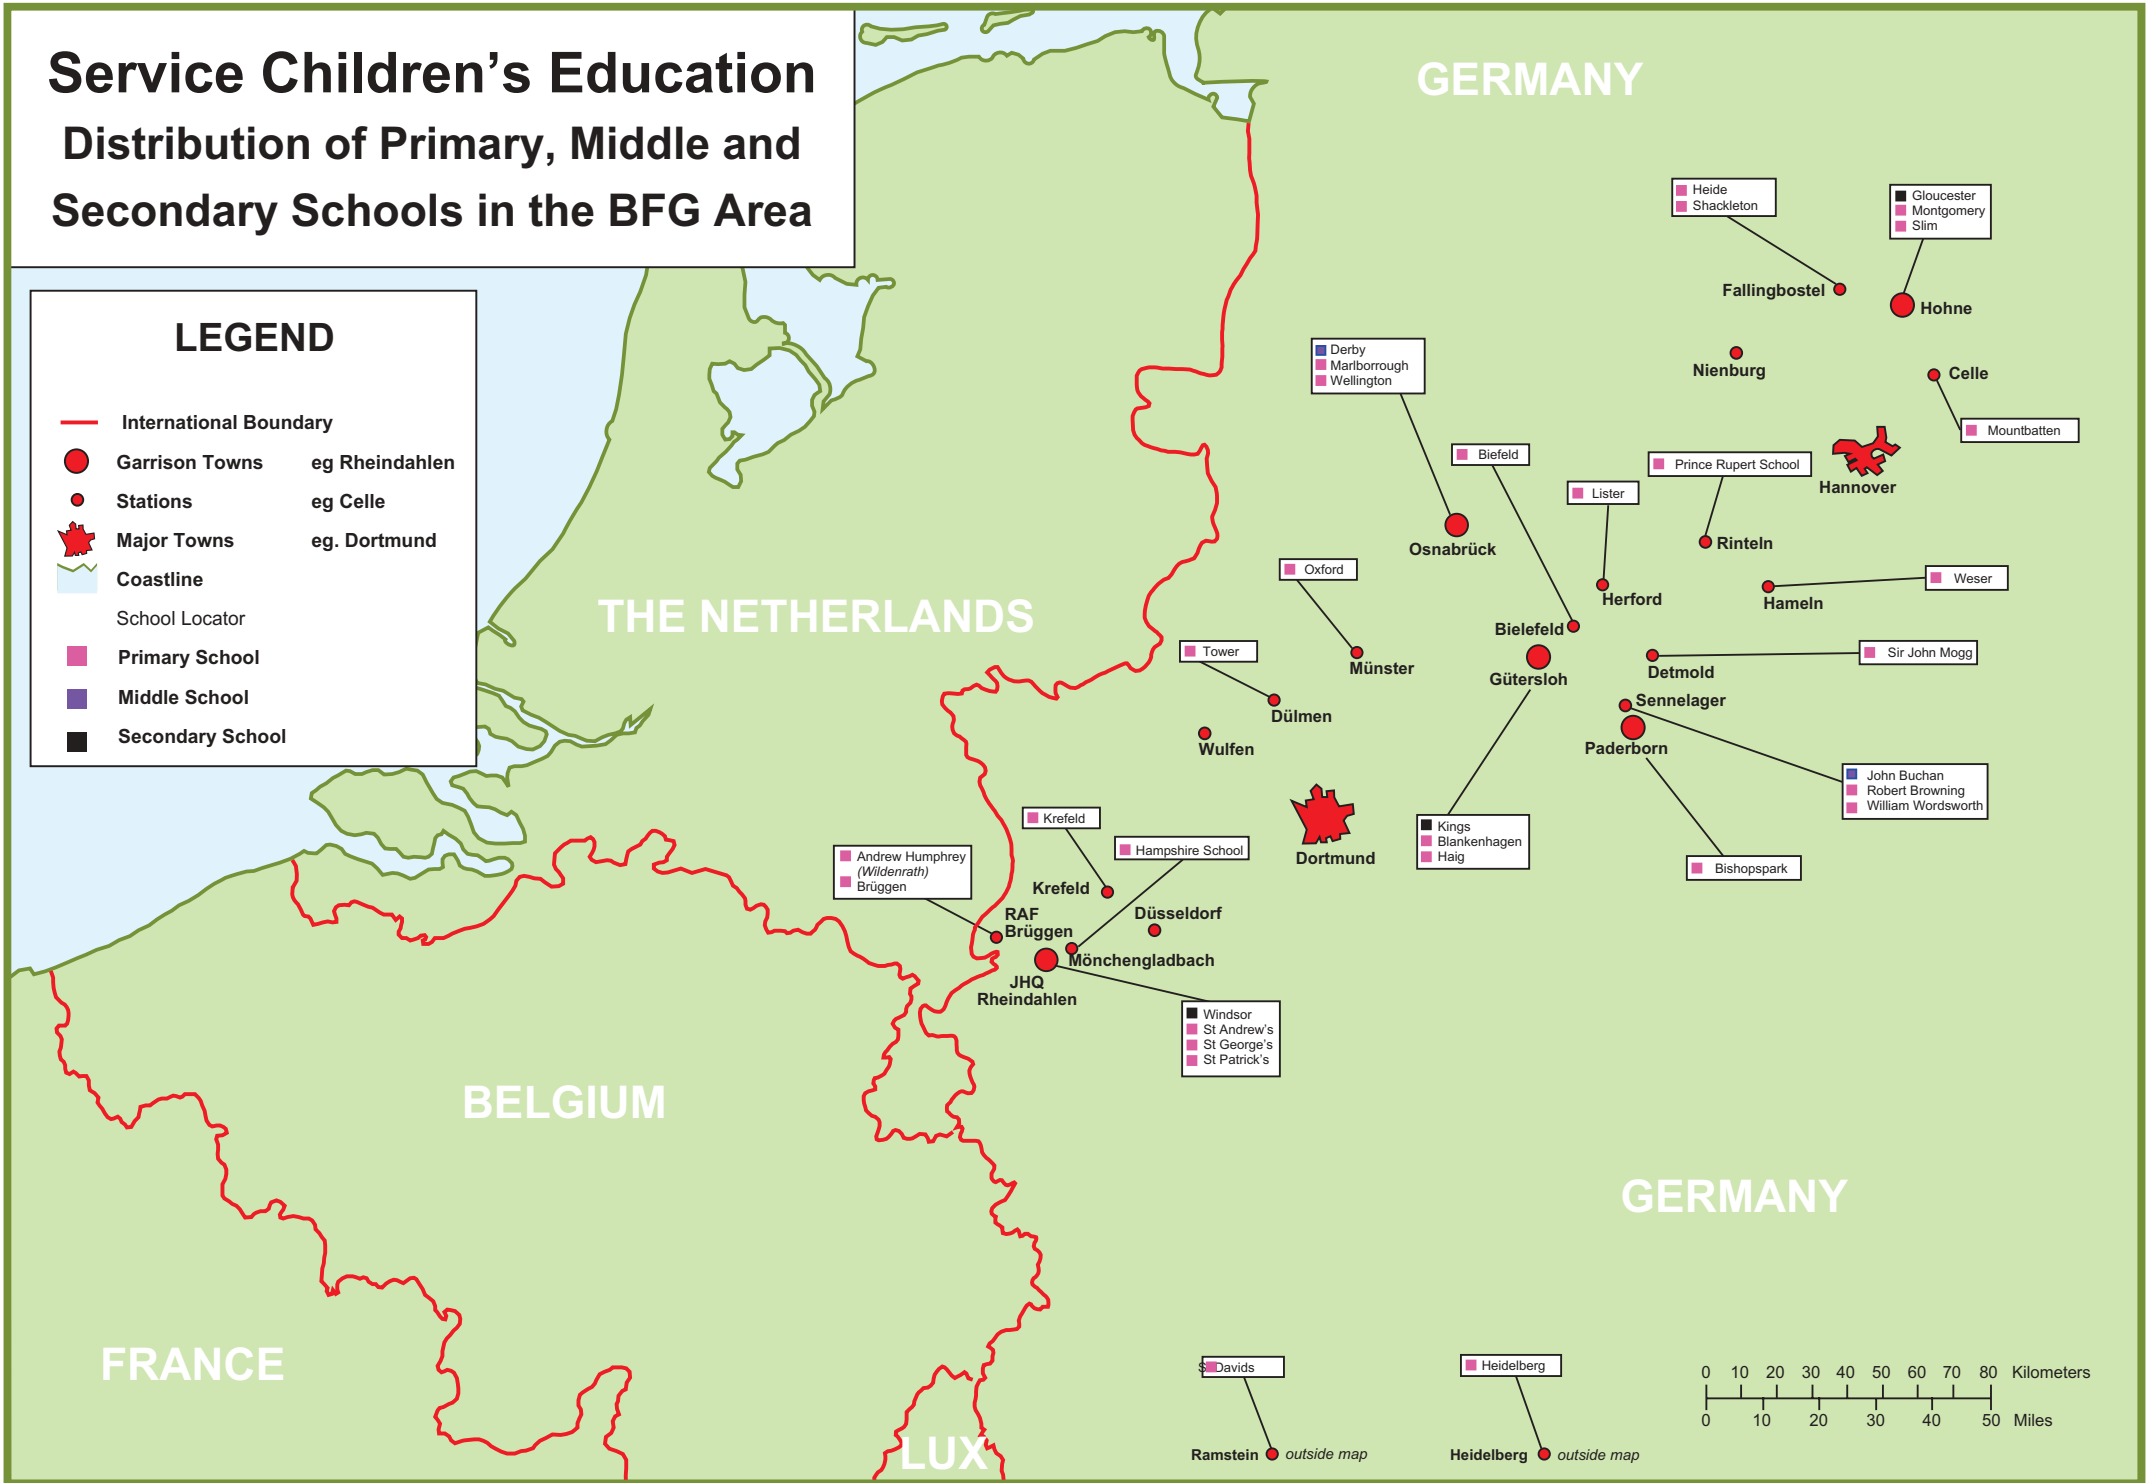 Service Children’s Education
Distribution of Primary, Middle and
Secondary Schools in the BFG Area
LEGEND
International Boundary
Garrison Towns eg Rheindahlen
Stations eg Celle
Major Towns eg. Dortmund
Coastline
School Locator
Primary School
Middle School
Secondary School
GERMANY
Heide
Shackleton
Gloucester
Montgomery
Slim
Fallingbostel
Hohne
Nienburg
Celle
Mountbatten
Derby
Marlborough
Wellington
Biefeld
Prince Rupert School
Lister
Hannover
Osnabrück
Rinteln
Oxford
Weser
Herford
Hameln
THE NETHERLANDS
Bielefeld
Tower
Münster
Gütersloh
Detmold
Sir John Mogg
Sennelager
Dülmen
Wulfen
Paderborn
John Buchan
Robert Browning
William Wordsworth
Krefeld
Hampshire School
Dortmund
Kings
Blankenhagen
Haig
Bishopspark
Andrew Humphrey
(Wildenrath)
Brüggen
Krefeld
RAF
Brüggen
Düsseldorf
Mönchengladbach
JHQ
Rheindahlen
Windsor
St Andrew’s
St George’s
St Patrick’s
BELGIUM
GERMANY
FRANCE
LUX
Davids
Heidelberg
Ramstein outside map
Heidelberg outside map
0 10 20 30 40 50 60 70 80 Kilometers
0 10 20 30 40 50 Miles